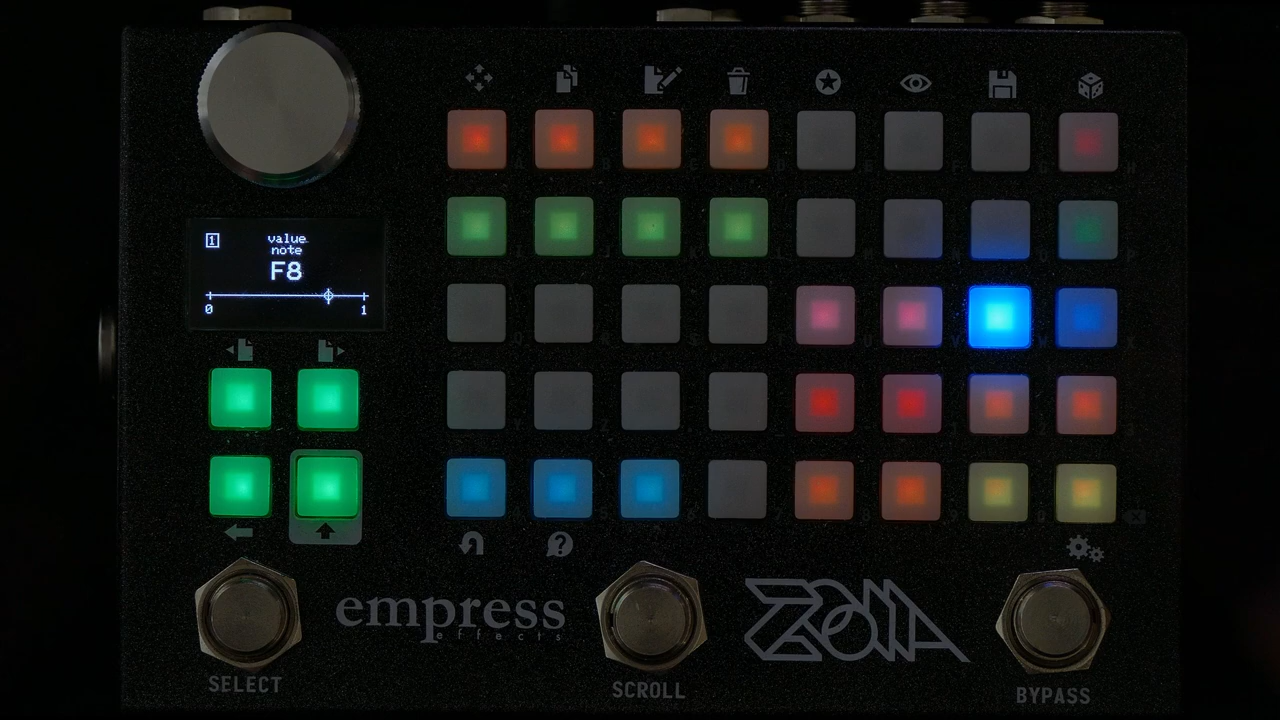 1
value
note
F8
0 1
empress
effects
ZOIA
SELECT
SCROLL
BYPASS